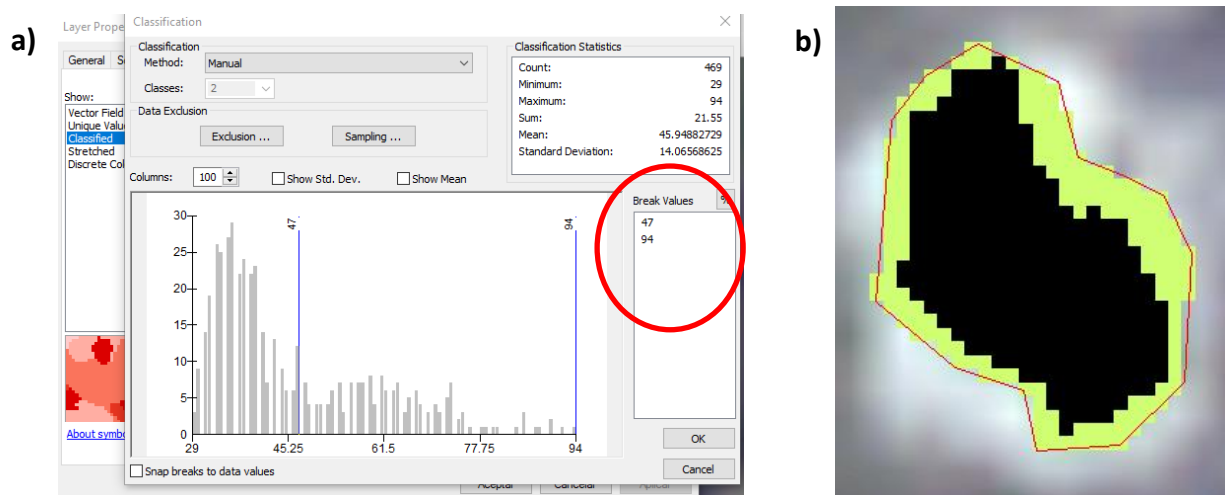 a)
Layer Prope
General
Show:
Vector Field
Unique Valu
Classified
Stretched
Discrete Col
About symbo
Classification
Classification
Method: Manual
Classes: 2
Data Exclusion
Exclusion ...
Sampling ...
Classification Statistics
Count: 469
Minimum: 29
Maximum: 94
Sum: 21.55
Mean: 45.94882729
Standard Deviation: 14.06568625
Columns: 100
Show Std. Dev.
Show Mean
Break Values
%
47
94
30
25
20
15
10
5
0
47
94
29 45.25 61.5 77.75 94
Snap breaks to data values
OK
Cancel
Aceptar Cancelar Aplicar
b)